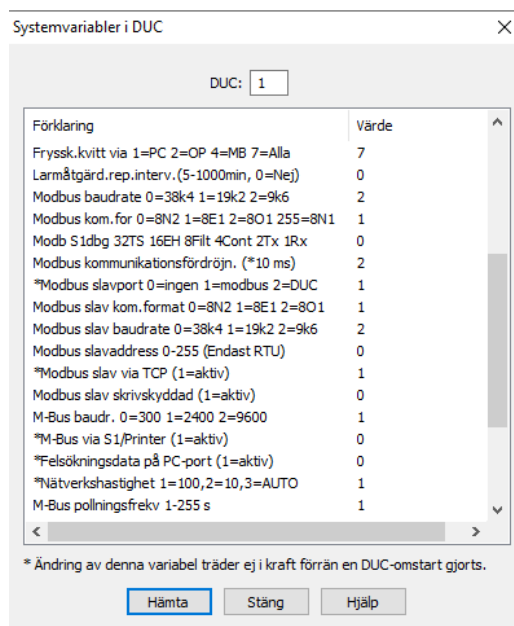 Systemvariabler i DUC
DUC: 1
Förklaring Värde
Fryssk.kvitt via 1=PC 2=OP 4=MB 7=Alla 7
Larmåtgärd.rep.interv.(5-1000min, 0=Nej) 0
Modbus baudrate 0=38k4 1=19k2 2=9k6 2
Modbus kom.for 0=8N2 1=8E1 2=8O1 255=8N1 1
Modb S1dbg 32TS 16EH 8Filt 4Cont 2Tx 1Rx 0
Modbus kommunikationsfördröjn. (*10 ms) 2
*Modbus slavport 0=ingen 1=modbus 2=DUC 1
Modbus slav kom.format 0=8N2 1=8E1 2=8O1 1
Modbus slav baudrate 0=38k4 1=19k2 2=9k6 2
Modbus slavaddress 0-255 (Endast RTU) 0
*Modbus slav via TCP (1=aktiv) 1
Modbus slav skrivskyddad (1=aktiv) 0
M-Bus baudr. 0=300 1=2400 2=9600 1
*M-Bus via S1/Printer (1=aktiv) 0
*Felsökningsdata på PC-port (1=aktiv) 0
*Nätverkshastighet 1=100,2=10,3=AUTO 1
M-Bus pollningsfrekv 1-255 s 1
* Ändring av denna variabel träder ej i kraft förrän en DUC-omstart gjorts.
Hämta Stäng Hjälp